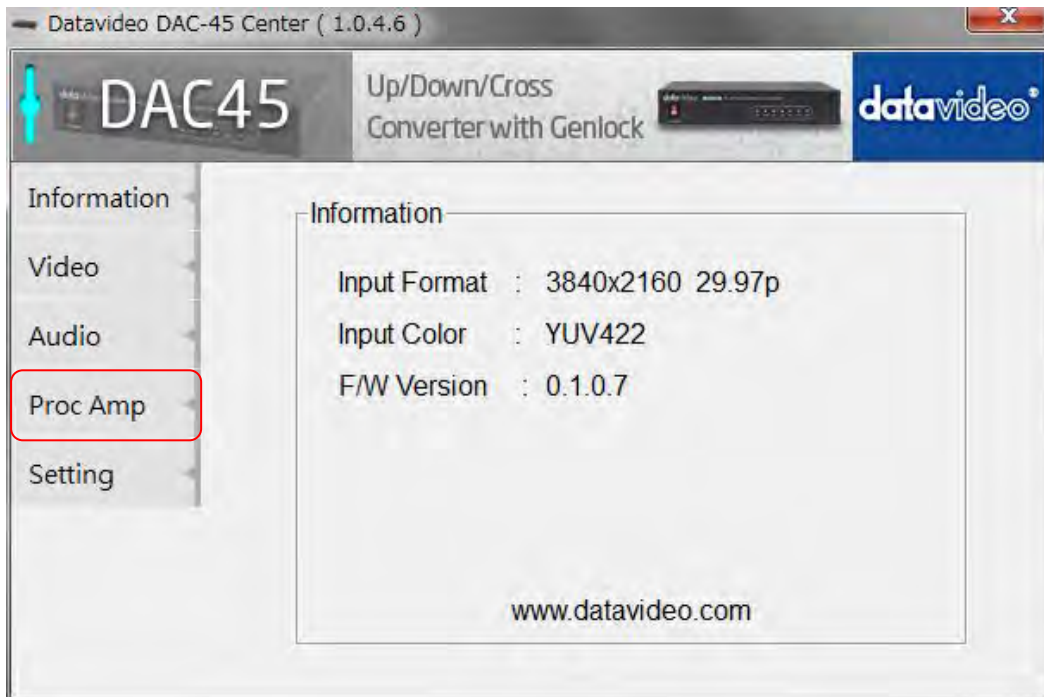 Datavideo DAC-45 Center ( 1.0.4.6 )
x
DAC45
Up/Down/Cross
Converter with Genlock
datavideo
Information
Video
Audio
Proc Amp
Setting
Information
Input Format : 3840x2160 29.97p
Input Color : YUV422
F/W Version : 0.1.0.7
www.datavideo.com